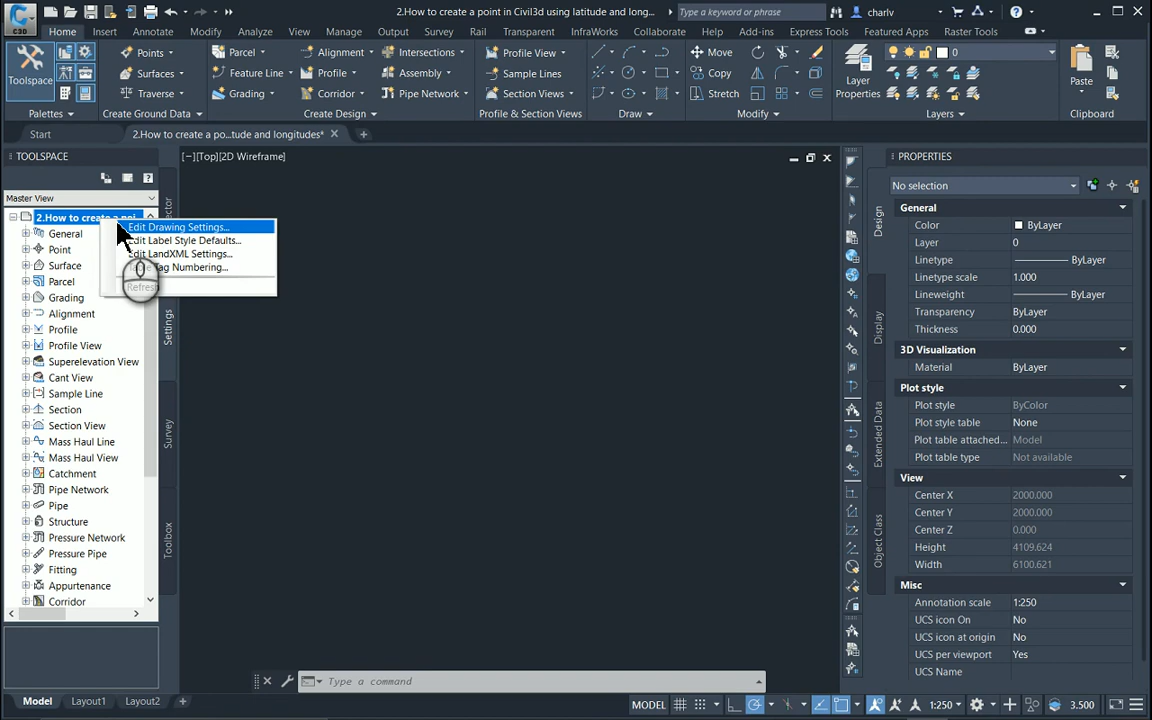 2.How to create a point in Civil3d using latitude and long...
Type a keyword or phrase
charlv
C3D
Home Insert Annotate Modify Analyze View Manage Output Survey Rail Transparent InfraWorks Collaborate Help Add-ins Express Tools Featured Apps Raster Tools
Toolspace
Points
Surfaces
Traverse
Parcel
Feature Line
Grading
Alignment
Profile
Corridor
Intersections
Assembly
Pipe Network
Profile View
Sample Lines
Section Views
Move
Copy
Stretch
Layer
Properties
0
Paste
Palettes Create Ground Data Create Design Profile & Section Views Draw Modify Layers Clipboard
Start
2.How to create a po...tude and longitudes*
TOOLSPACE
Master View
2.How to create a poi
General
Point
Surface
Parcel
Grading
Alignment
Profile
Profile View
Superelevation View
Cant View
Sample Line
Section
Section View
Mass Haul Line
Mass Haul View
Catchment
Pipe Network
Pipe
Structure
Pressure Network
Pressure Pipe
Fitting
Appurtenance
Corridor
Edit Drawing Settings...
Edit Label Style Defaults...
Edit LandXML Settings...
Tag Numbering...
Refresh
Settings
Survey
Toolbox
[−][Top][2D Wireframe]
Type a command
PROPERTIES
No selection
Design
Display
Extended Data
Object Class
General
Color ByLayer
Layer 0
Linetype ByLayer
Linetype scale 1.000
Lineweight ByLayer
Transparency ByLayer
Thickness 0.000
3D Visualization
Material ByLayer
Plot style
Plot style ByColor
Plot style table None
Plot table attached... Model
Plot table type Not available
View
Center X 2000.000
Center Y 2000.000
Center Z 0.000
Height 4109.624
Width 6100.621
Misc
Annotation scale 1:250
UCS icon On No
UCS icon at origin No
UCS per viewport Yes
UCS Name
Model Layout1 Layout2
MODEL 1:250 3.500